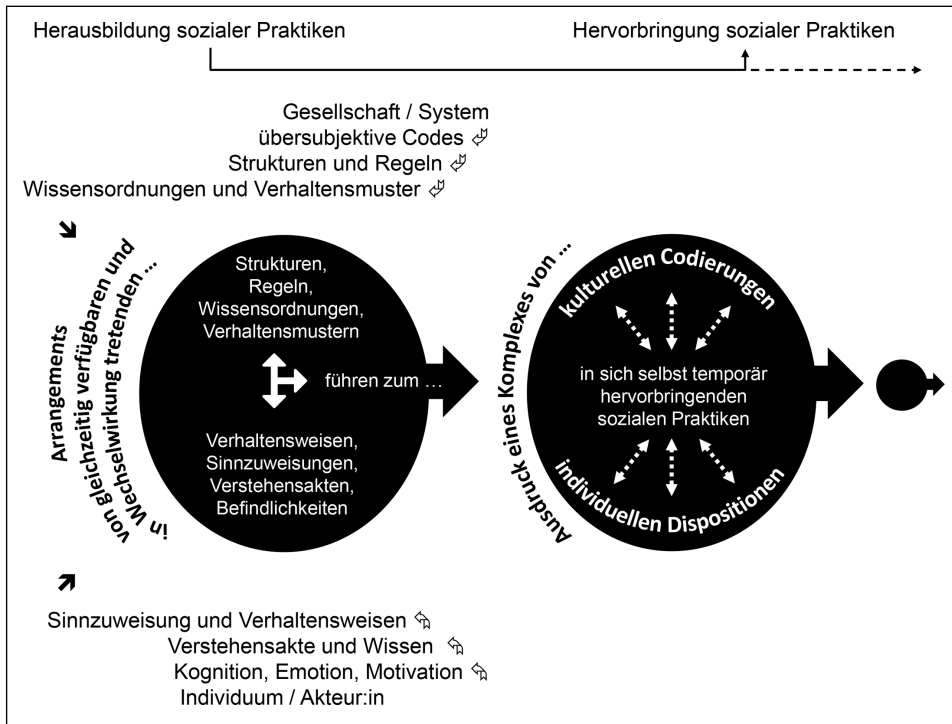 Herausbildung sozialer Praktiken
Hervorbringung sozialer Praktiken
Gesellschaft / System
übersubjektive Codes
Strukturen und Regeln
Wissensordnungen und Verhaltensmuster
Arrangements
von gleichzeitig verfügbaren und
in Wechselwirkung tretenden ...
Strukturen,
Regeln,
Wissensordnungen,
Verhaltensmustern
führen zum ...
Verhaltensweisen,
Sinnzuweisungen,
Verstehensakten,
Befindlichkeiten
Ausdruck eines Komplexes von ...
kulturellen Codierungen
in sich selbst temporär
hervorbringenden
sozialen Praktiken
individuellen Dispositionen
Sinnzuweisung und Verhaltensweisen
Verstehensakte und Wissen
Kognition, Emotion, Motivation
Individuum / Akteur:in